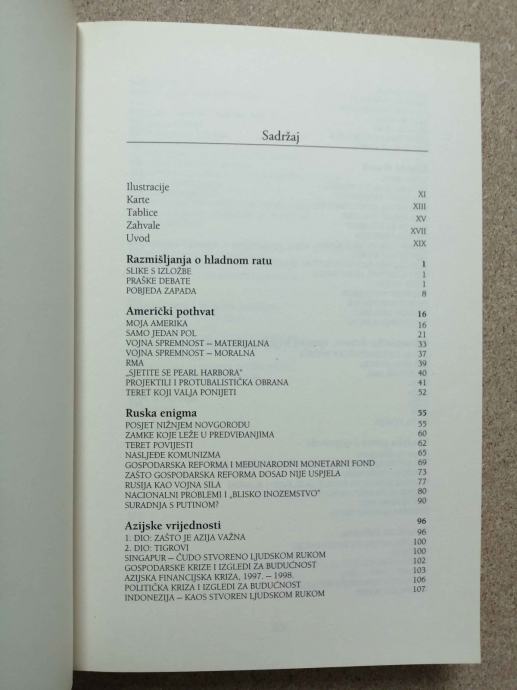 Sadržaj
Ilustracije XI
Karte XIII
Tablice XV
Zahvale XVII
Uvod XIX
Razmišljanja o hladnom ratu 1
SLIKE S IZLOŽBE 1
PRAŠKE DEBATE 1
POBJEDA ZAPADA 8
Američki pothvat 16
MOJA AMERIKA 16
SAMO JEDAN POL 21
VOJNA SPREMNOST – MATERIJALNA 33
VOJNA SPREMNOST – MORALNA 37
RMA 39
„SJETITE SE PEARL HARBORA" 40
PROJEKTILI I PROTUBALISTIČKA OBRANA 41
TERET KOJI VALJA PONIJETI 52
Ruska enigma 55
POSJET NIŽNJEM NOVGORODU 55
ZAMKE KOJE LEŽE U PREDVIĐANJIMA 60
TERET POVIJESTI 62
NASLJEĐE KOMUNIZMA 65
GOSPODARSKA REFORMA I MEĐUNARODNI MONETARNI FOND 69
ZAŠTO GOSPODARSKA REFORMA DOSAD NIJE USPJELA 73
RUSIJA KAO VOJNA SILA 77
NACIONALNI PROBLEMI I „BLISKO INOZEMSTVO" 80
SURADNJA S PUTINOM? 90
Azijske vrijednosti 96
1. DIO: ZAŠTO JE AZIJA VAŽNA 96
2. DIO: TIGROVI 100
SINGAPUR – ČUDO STVORENO LJUDSKOM RUKOM 100
GOSPODARSKE KRIZE I IZGLEDI ZA BUDUĆNOST 102
AZIJSKA FINANCIJSKA KRIZA, 1997. – 1998. 103
POLITIČKA KRIZA I IZGLEDI ZA BUDUĆNOST 106
INDONEZIJA – KAOS STVOREN LJUDSKOM RUKOM 107